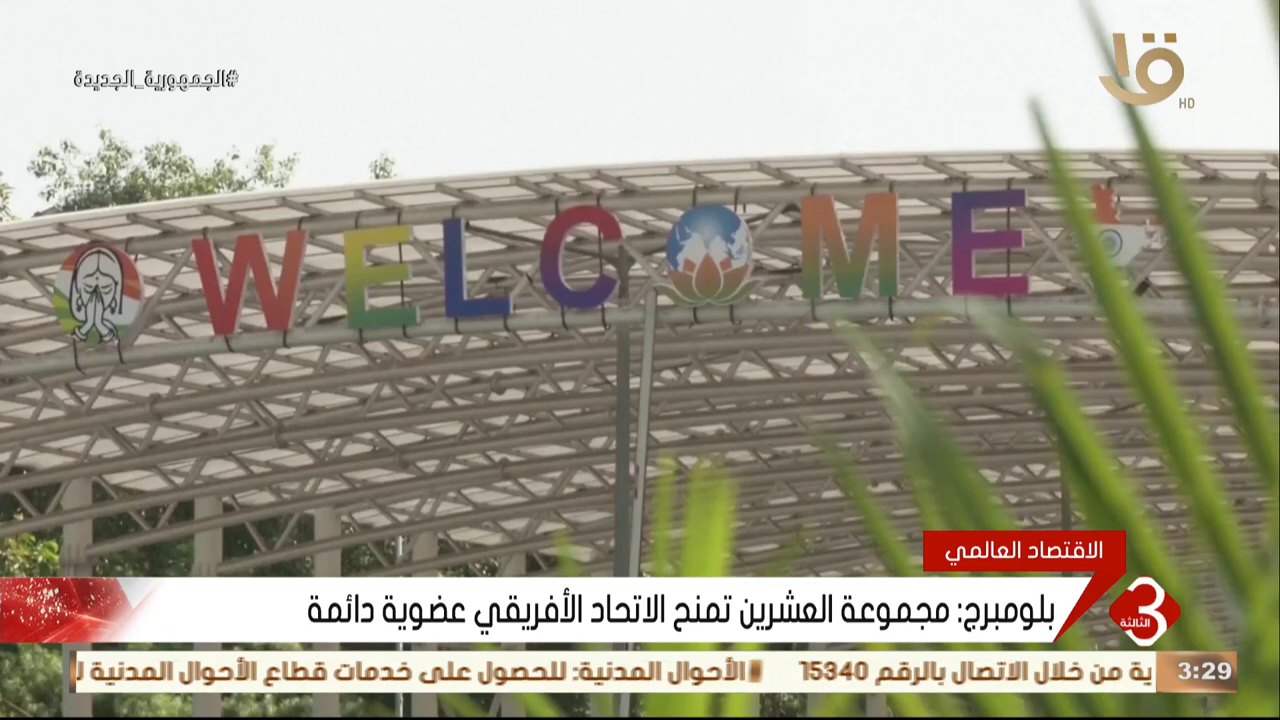 #الجمهورية_الجديدة
قا
HD
WELCOME
الاقتصاد العالمي
بلومبرج: مجموعة العشرين تمنح الاتحاد الأفريقي عضوية دائمة
3
الثالثة
3:29 ية من خلال الاتصال بالرقم 15340 الأحوال المدنية: للحصول على خدمات قطاع الأحوال المدنية ل